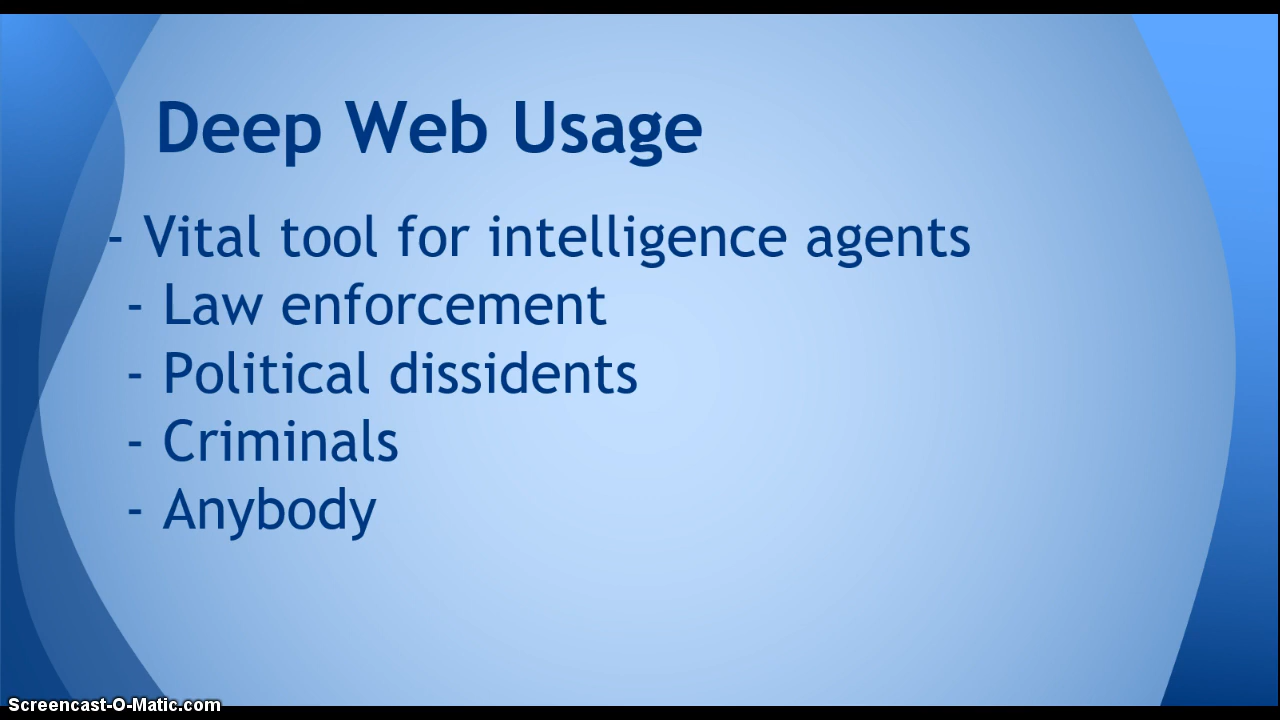 Deep Web Usage
- Vital tool for intelligence agents
- Law enforcement
- Political dissidents
- Criminals
- Anybody
Screencast-O-Matic.com